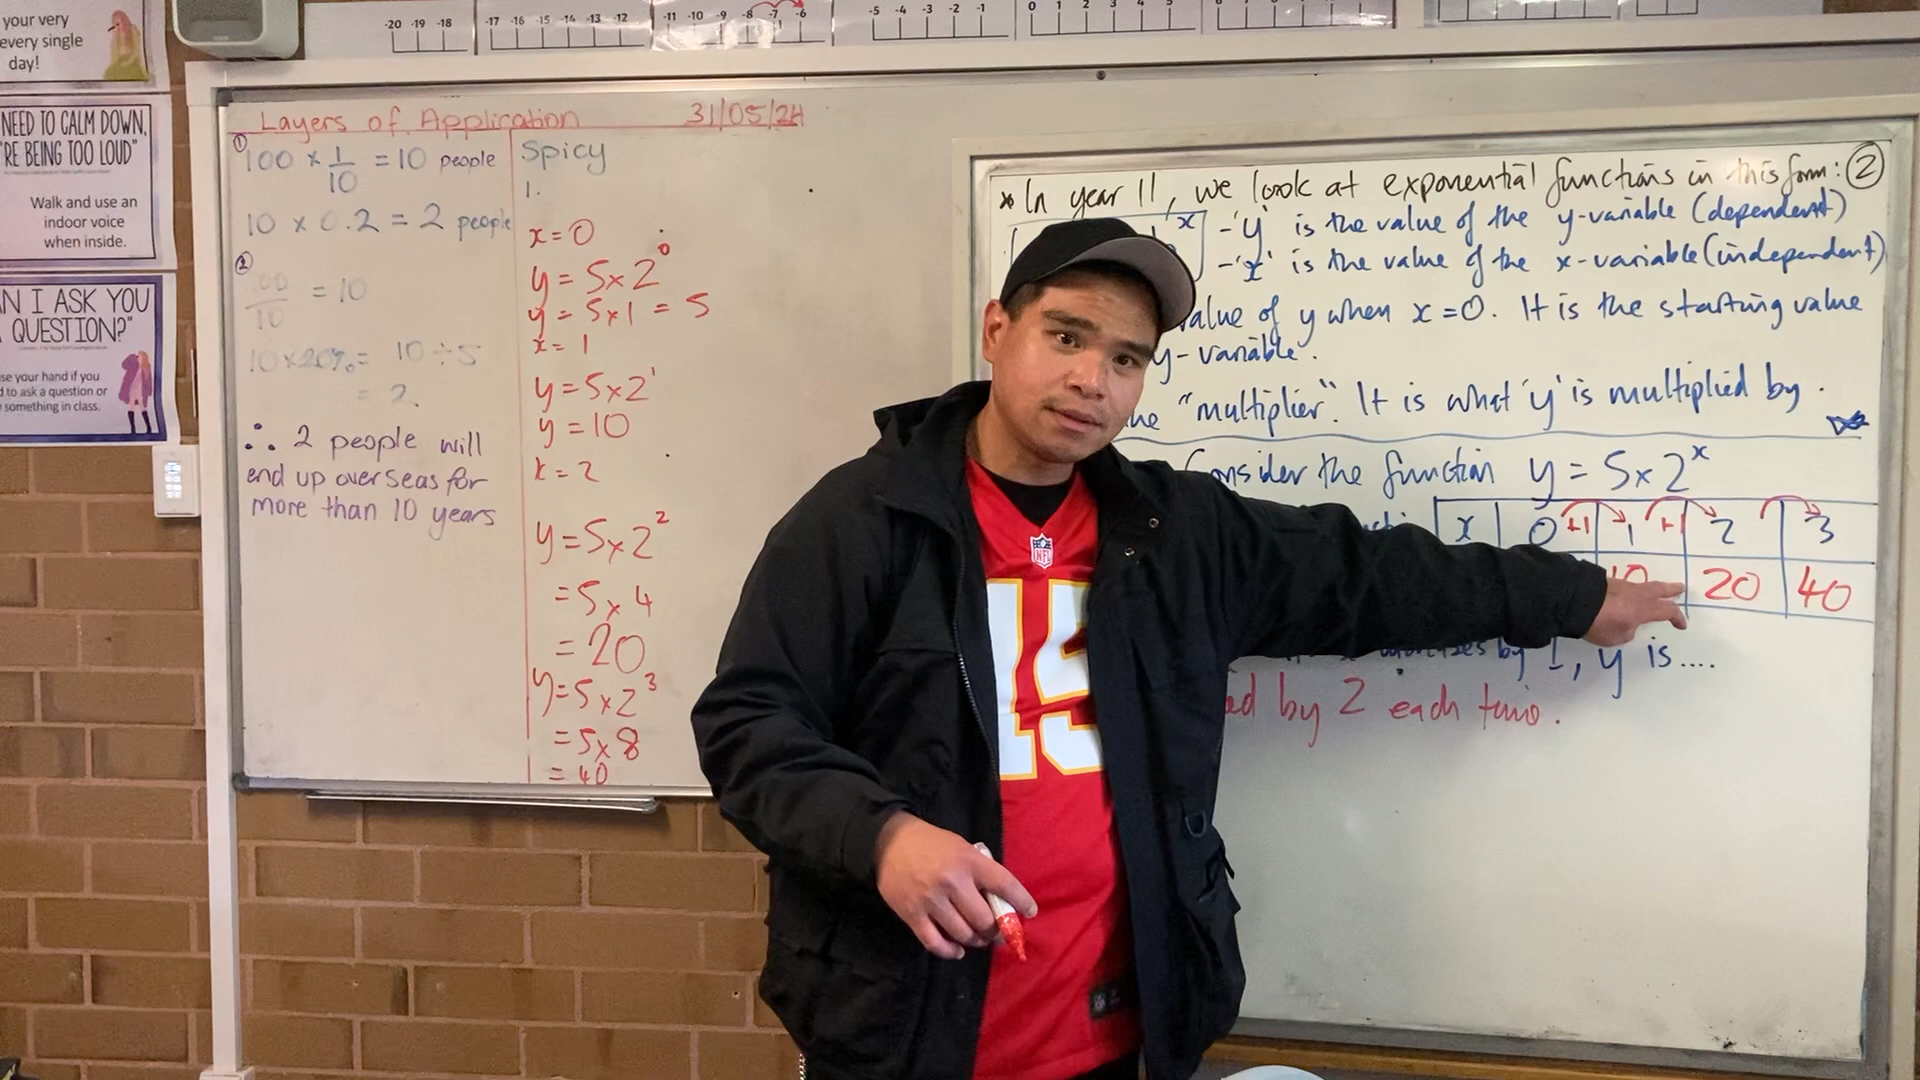 your very
every single
day!
NEED TO CALM DOWN,
'RE BEING TOO LOUD"
Walk and use an
indoor voice
when inside.
AN I ASK YOU
A QUESTION?"
se your hand if you
d to ask a question or
something in class.
-20 -19 -18 -17 -16 -15 -14 -13 -12 -11 -10 -9 -8 -7 -6 -5 -4 -3 -2 -1 0 1 2 3 4 5
Layers of Application 31/05/24
①
100 × 1/10 = 10 people
10 × 0.2 = 2 people
②
100/10 = 10
10×20% = 10 ÷ 5
= 2
∴ 2 people will
end up overseas for
more than 10 years
Spicy
1.
x = 0
y = 5×2⁰
y = 5×1 = 5
x = 1
y = 5×2¹
y = 10
x = 2
y = 5×2²
= 5×4
= 20
y = 5×2³
= 5×8
= 40
* In year 11, we look at exponential functions in this form: ②
x
- 'y' is the value of the y-variable (dependent)
- 'x' is the value of the x-variable (independent)
value of y when x = 0. It is the starting value
y-variable.
"multiplier". It is what 'y' is multiplied by.
Consider the function y = 5×2ˣ
x 0 +1 1 +1 2 3
10 20 40
by 1, y is....
by 2 each time.
NFL
15